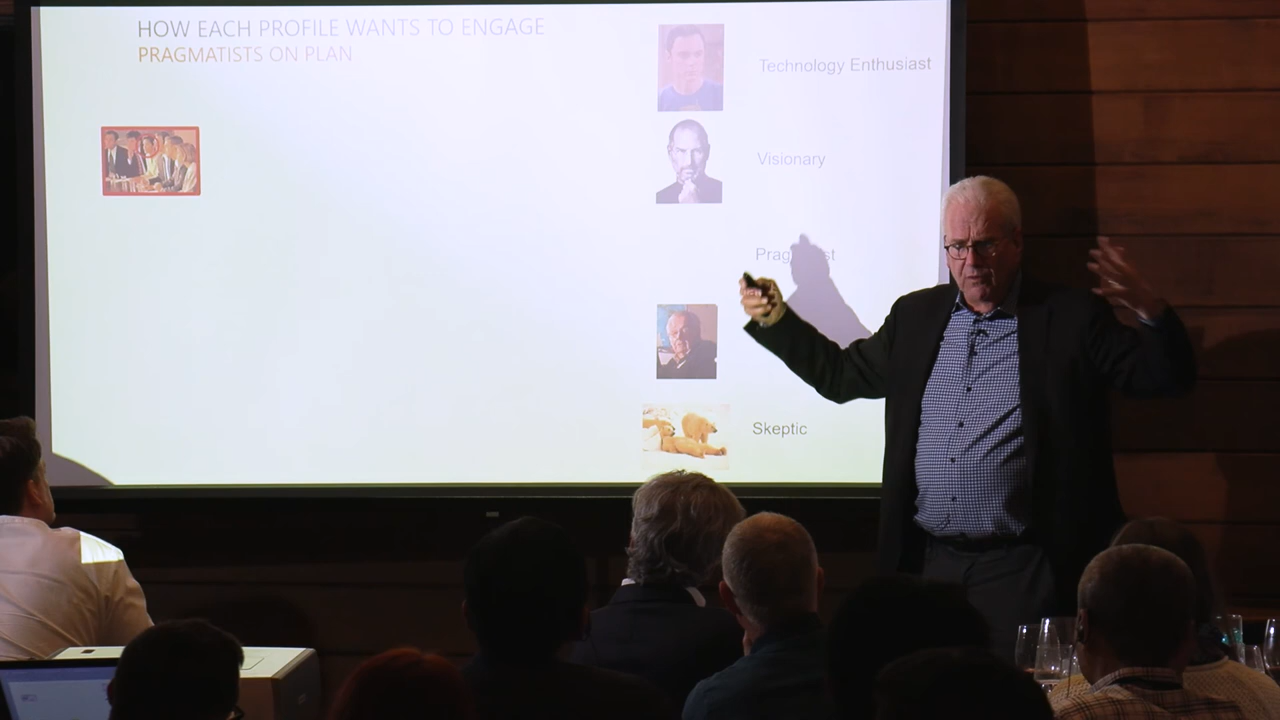 HOW EACH PROFILE WANTS TO ENGAGE
PRAGMATISTS ON PLAN
Technology Enthusiast
Visionary
Skeptic